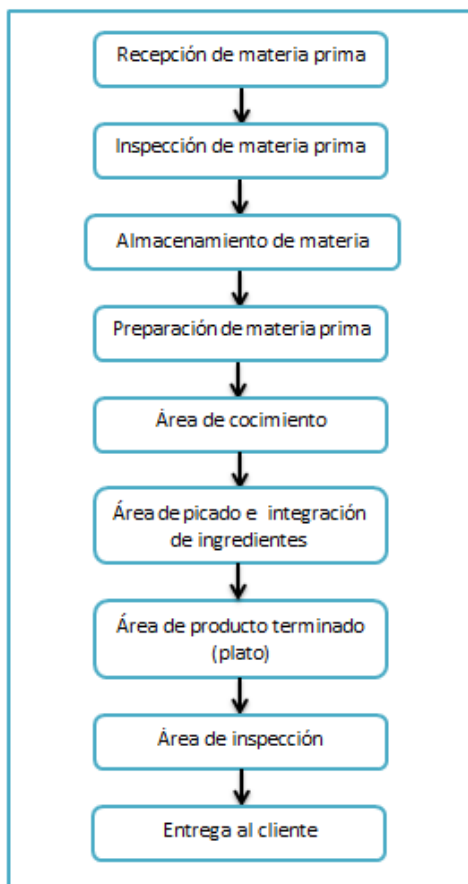 Recepción de materia prima
Inspección de materia prima
Almacenamiento de materia
Preparación de materia prima
Área de cocimiento
Área de picado e integración
de ingredientes
Área de producto terminado
(plato)
Área de inspección
Entrega al cliente